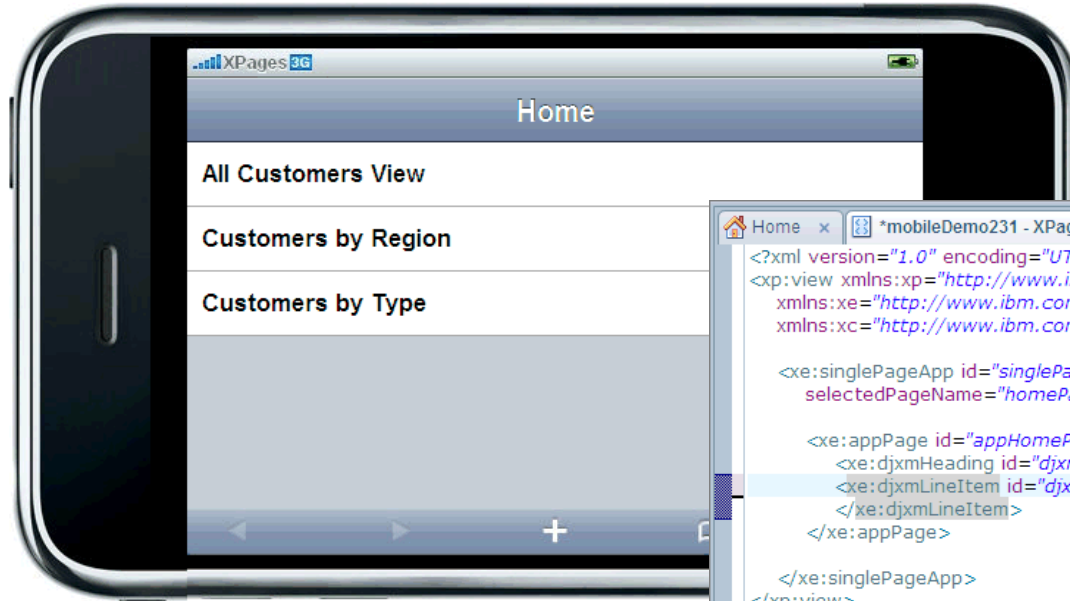 XPages 3G
Home
All Customers View
Customers by Region
Customers by Type
Home x *mobileDemo231 - XPag
<?xml version="1.0" encoding="UT
<xp:view xmlns:xp="http://www.i
xmlns:xe="http://www.ibm.co
xmlns:xc="http://www.ibm.co
<xe:singlePageApp id="singlePa
selectedPageName="homePa
<xe:appPage id="appHomeP
<xe:djxmHeading id="djx
<xe:djxmLineItem id="djx
</xe:djxmLineItem>
</xe:appPage>
</xe:singlePageApp>
</xp:view>